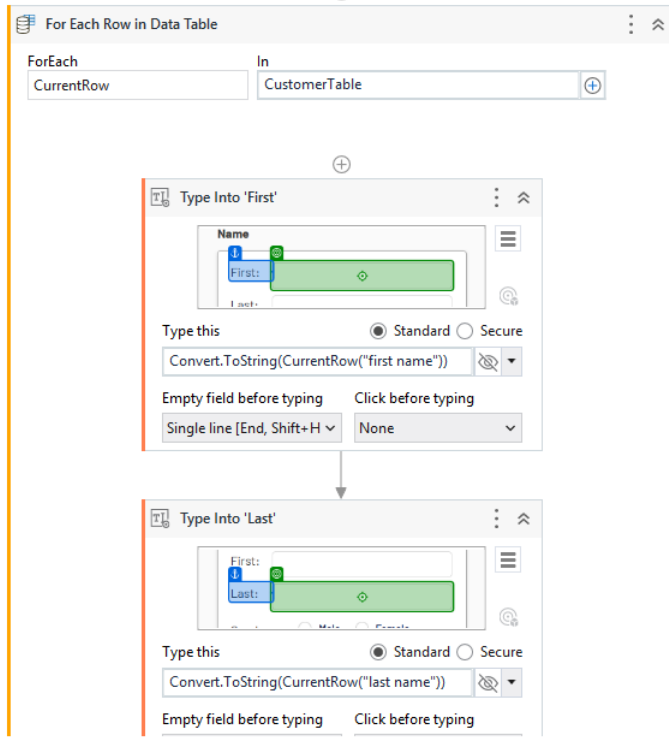 For Each Row in Data Table
ForEach In
CurrentRow CustomerTable
Type Into 'First'
Name
First:
Last:
Type this Standard Secure
Convert.ToString(CurrentRow("first name"))
Empty field before typing Click before typing
Single line [End, Shift+H None
Type Into 'Last'
First:
Last:
Male Female
Type this Standard Secure
Convert.ToString(CurrentRow("last name"))
Empty field before typing Click before typing